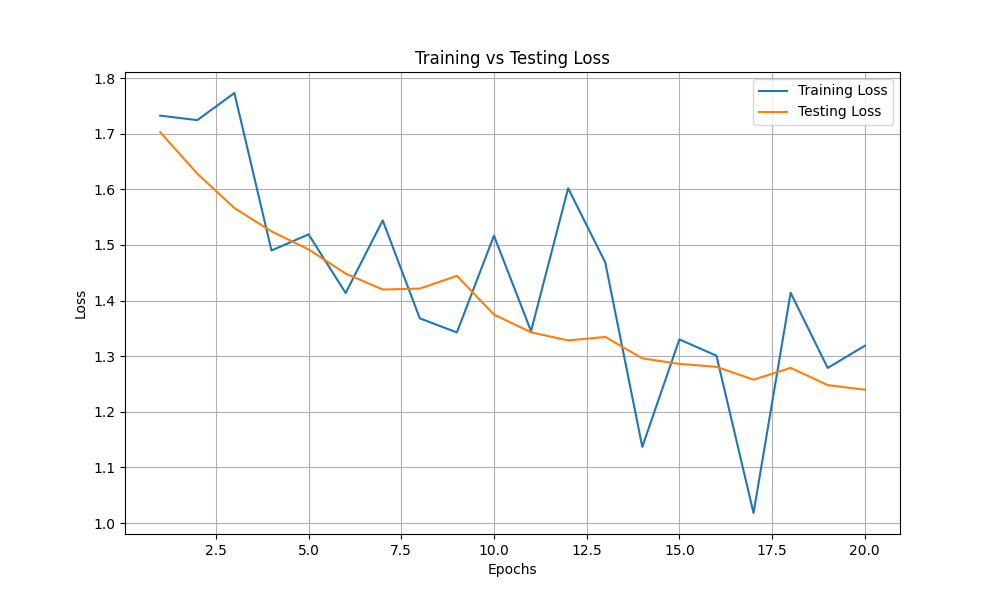 Training vs Testing Loss
Training Loss
Testing Loss
Loss
1.8
1.7
1.6
1.5
1.4
1.3
1.2
1.1
1.0
2.5 5.0 7.5 10.0 12.5 15.0 17.5 20.0
Epochs